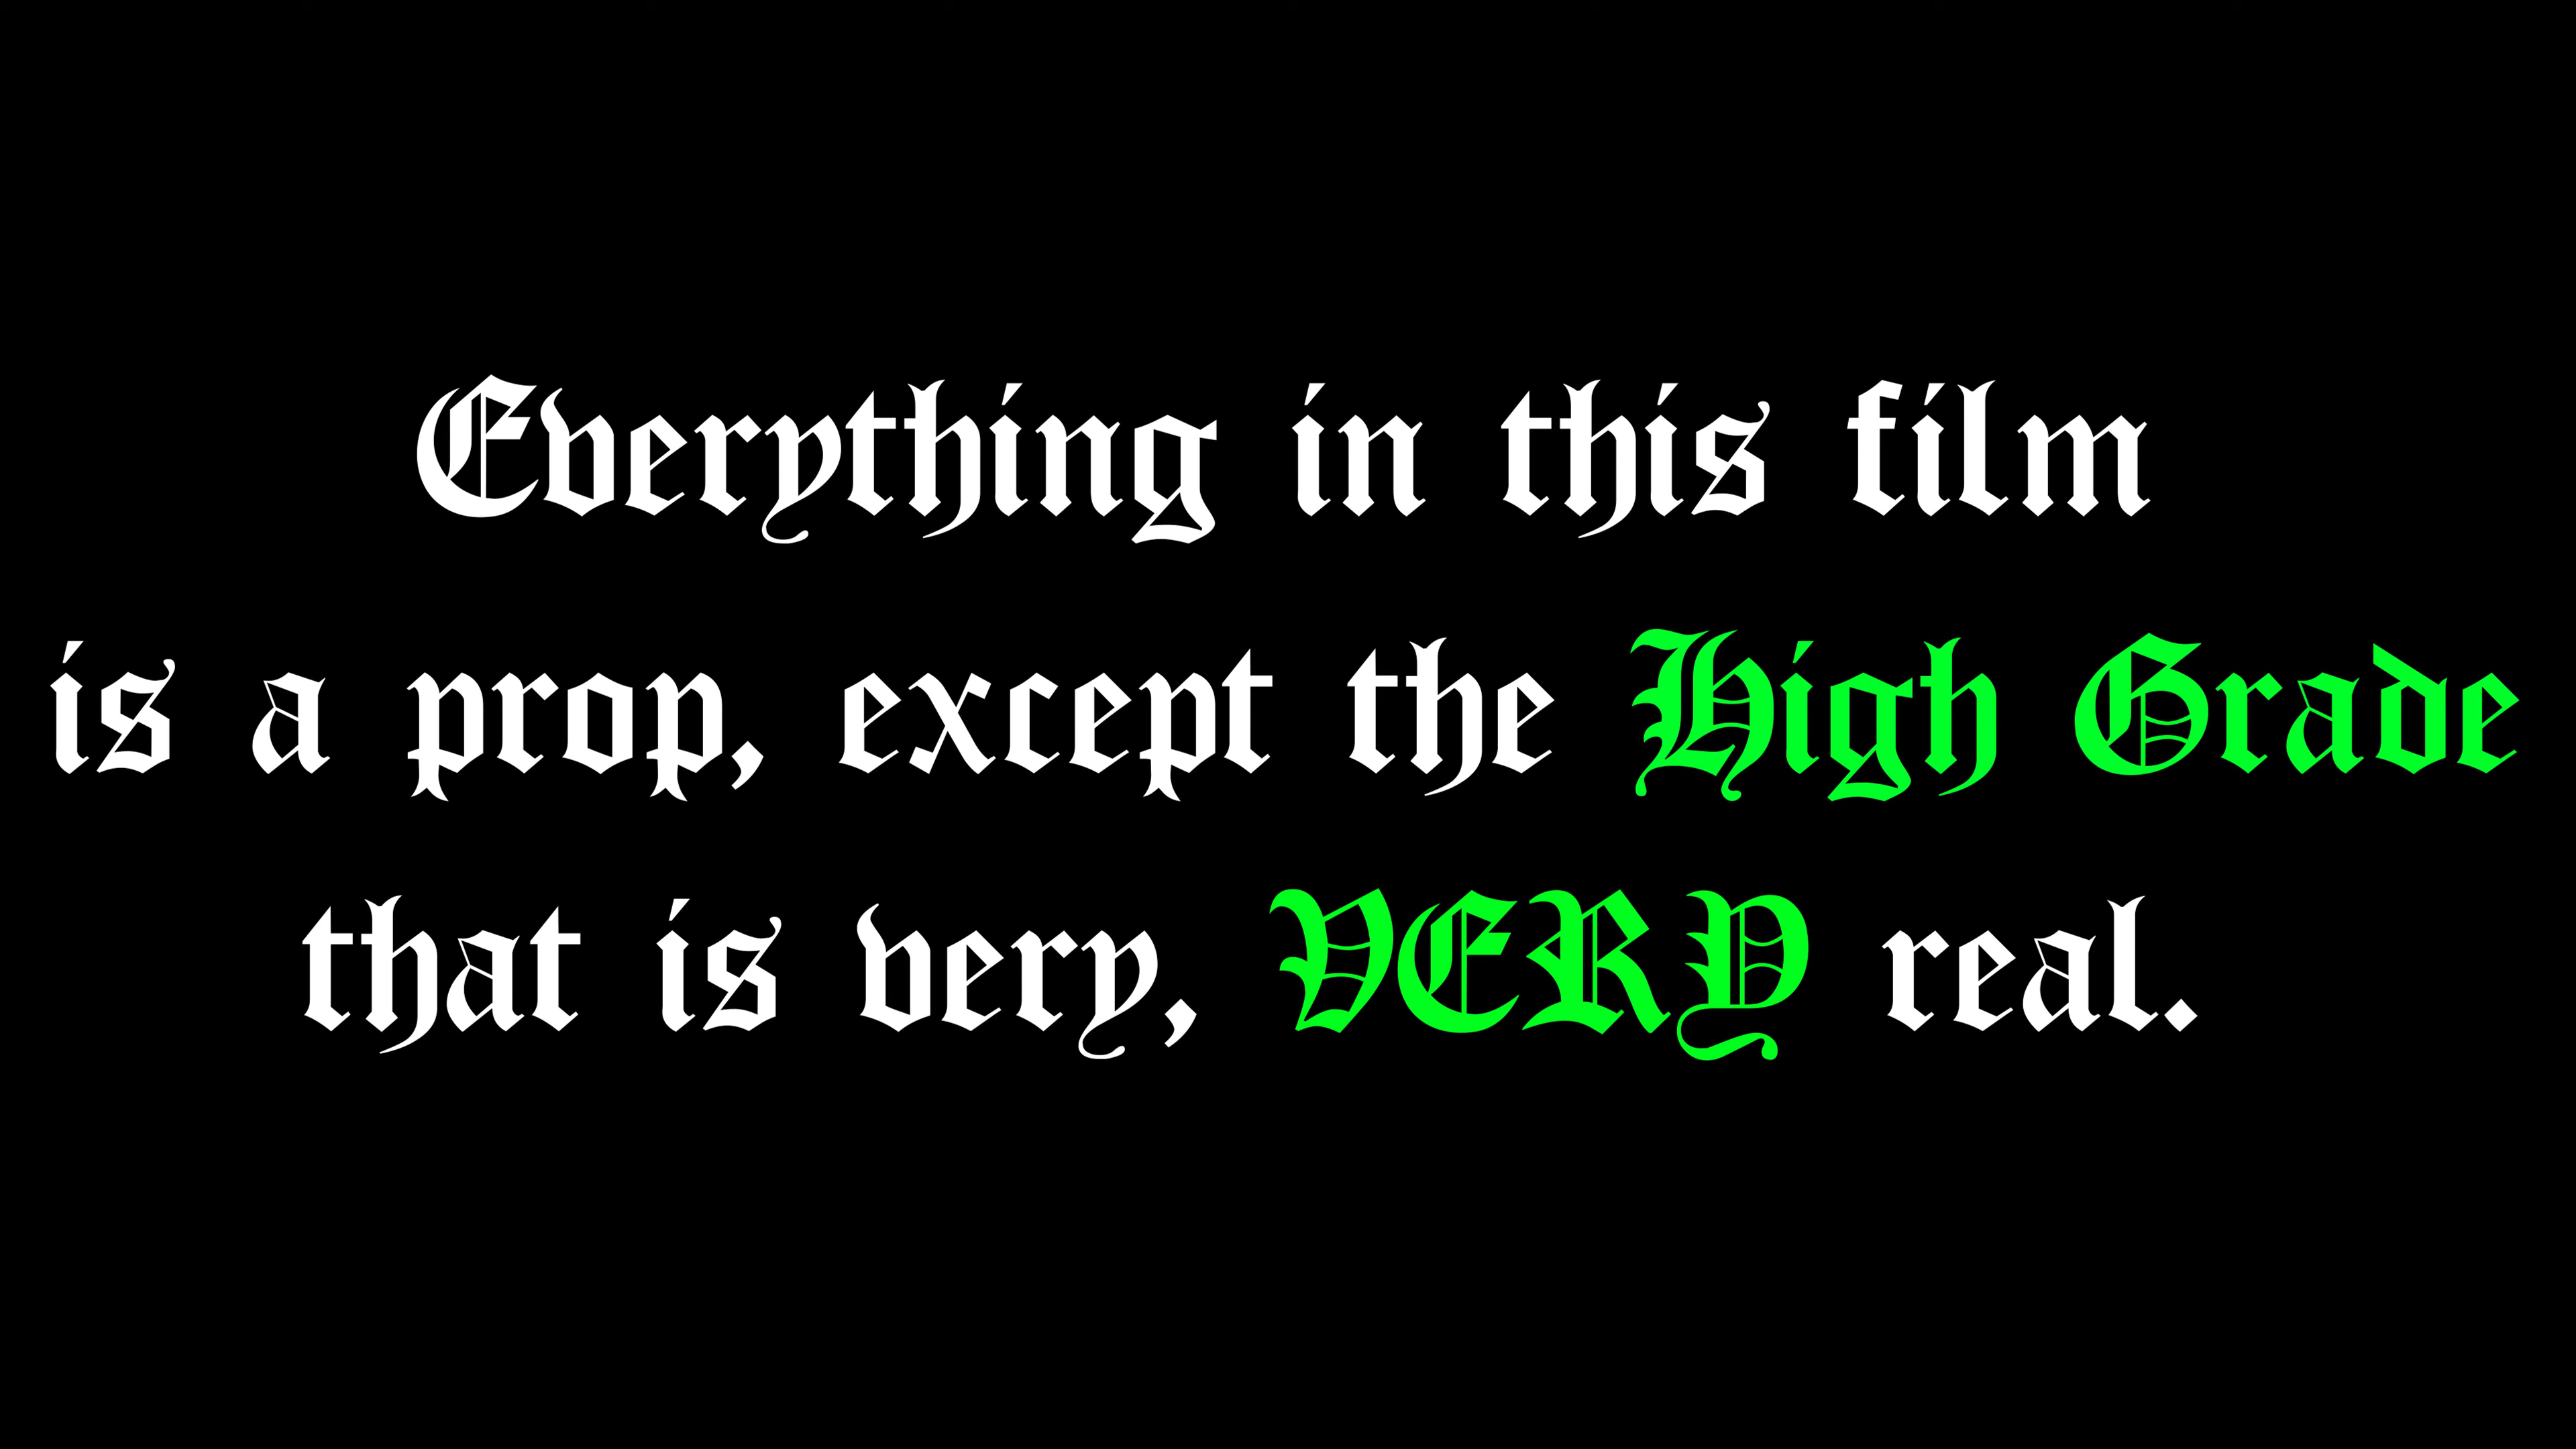 Everything in this film
is a prop, except the High Grade
that is very, VERY real.